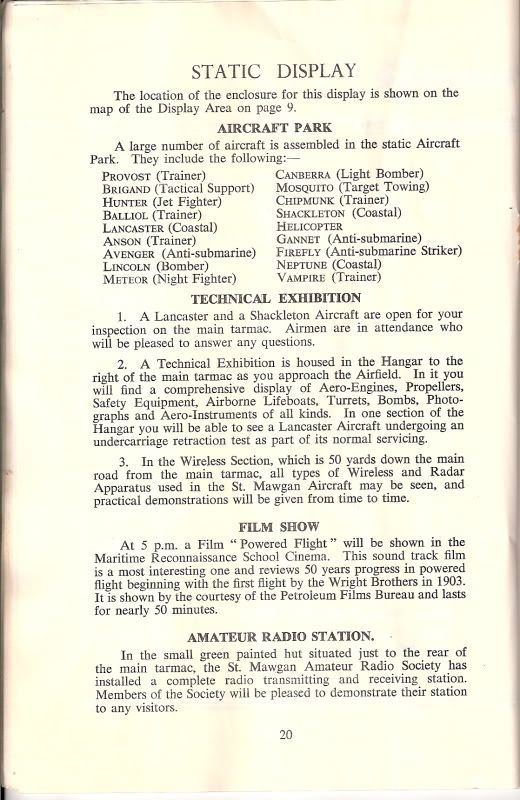 STATIC DISPLAY
The location of the enclosure for this display is shown on the
map of the Display Area on page 9.
AIRCRAFT PARK
A large number of aircraft is assembled in the static Aircraft
Park. They include the following:—
PROVOST (Trainer)
BRIGAND (Tactical Support)
HUNTER (Jet Fighter)
BALLIOL (Trainer)
LANCASTER (Coastal)
ANSON (Trainer)
AVENGER (Anti-submarine)
LINCOLN (Bomber)
METEOR (Night Fighter)
CANBERRA (Light Bomber)
MOSQUITO (Target Towing)
CHIPMUNK (Trainer)
SHACKLETON (Coastal)
HELICOPTER
GANNET (Anti-submarine)
FIREFLY (Anti-submarine Striker)
NEPTUNE (Coastal)
VAMPIRE (Trainer)
TECHNICAL EXHIBITION
1. A Lancaster and a Shackleton Aircraft are open for your
inspection on the main tarmac. Airmen are in attendance who
will be pleased to answer any questions.
2. A Technical Exhibition is housed in the Hangar to the
right of the main tarmac as you approach the Airfield. In it you
will find a comprehensive display of Aero-Engines, Propellers,
Safety Equipment, Airborne Lifeboats, Turrets, Bombs, Photo-
graphs and Aero-Instruments of all kinds. In one section of the
Hangar you will be able to see a Lancaster Aircraft undergoing an
undercarriage retraction test as part of its normal servicing.
3. In the Wireless Section, which is 50 yards down the main
road from the main tarmac, all types of Wireless and Radar
Apparatus used in the St. Mawgan Aircraft may be seen, and
practical demonstrations will be given from time to time.
FILM SHOW
At 5 p.m. a Film "Powered Flight" will be shown in the
Maritime Reconnaissance School Cinema. This sound track film
is a most interesting one and reviews 50 years progress in powered
flight beginning with the first flight by the Wright Brothers in 1903.
It is shown by the courtesy of the Petroleum Films Bureau and lasts
for nearly 50 minutes.
AMATEUR RADIO STATION.
In the small green painted hut situated just to the rear of
the main tarmac, the St. Mawgan Amateur Radio Society has
installed a complete radio transmitting and receiving station.
Members of the Society will be pleased to demonstrate their station
to any visitors.
20